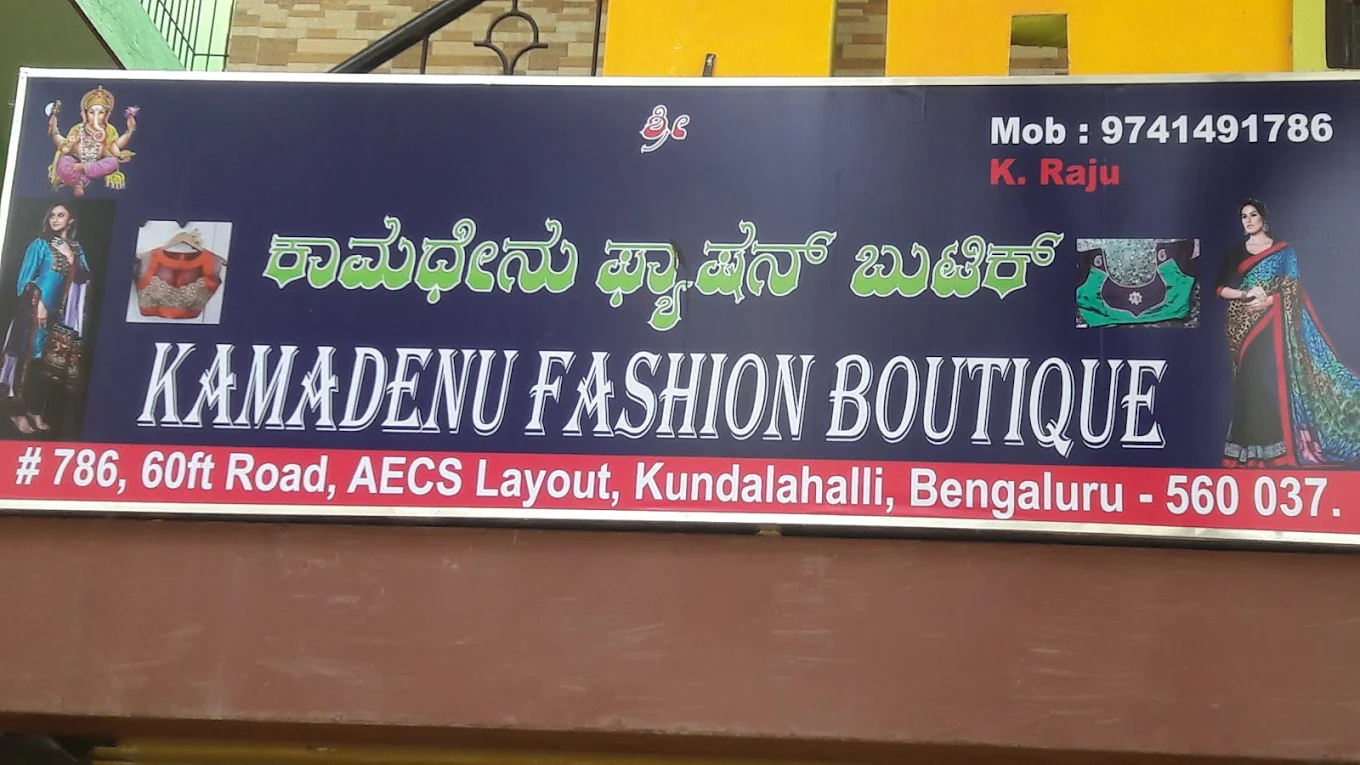 ಶ್ರೀ
Mob : 9741491786
K. Raju
ಕಾಮಧೇನು ಫ್ಯಾಷನ್ ಬುಟಿಕ್
KAMADENU FASHION BOUTIQUE
# 786, 60ft Road, AECS Layout, Kundalahalli, Bengaluru - 560 037.